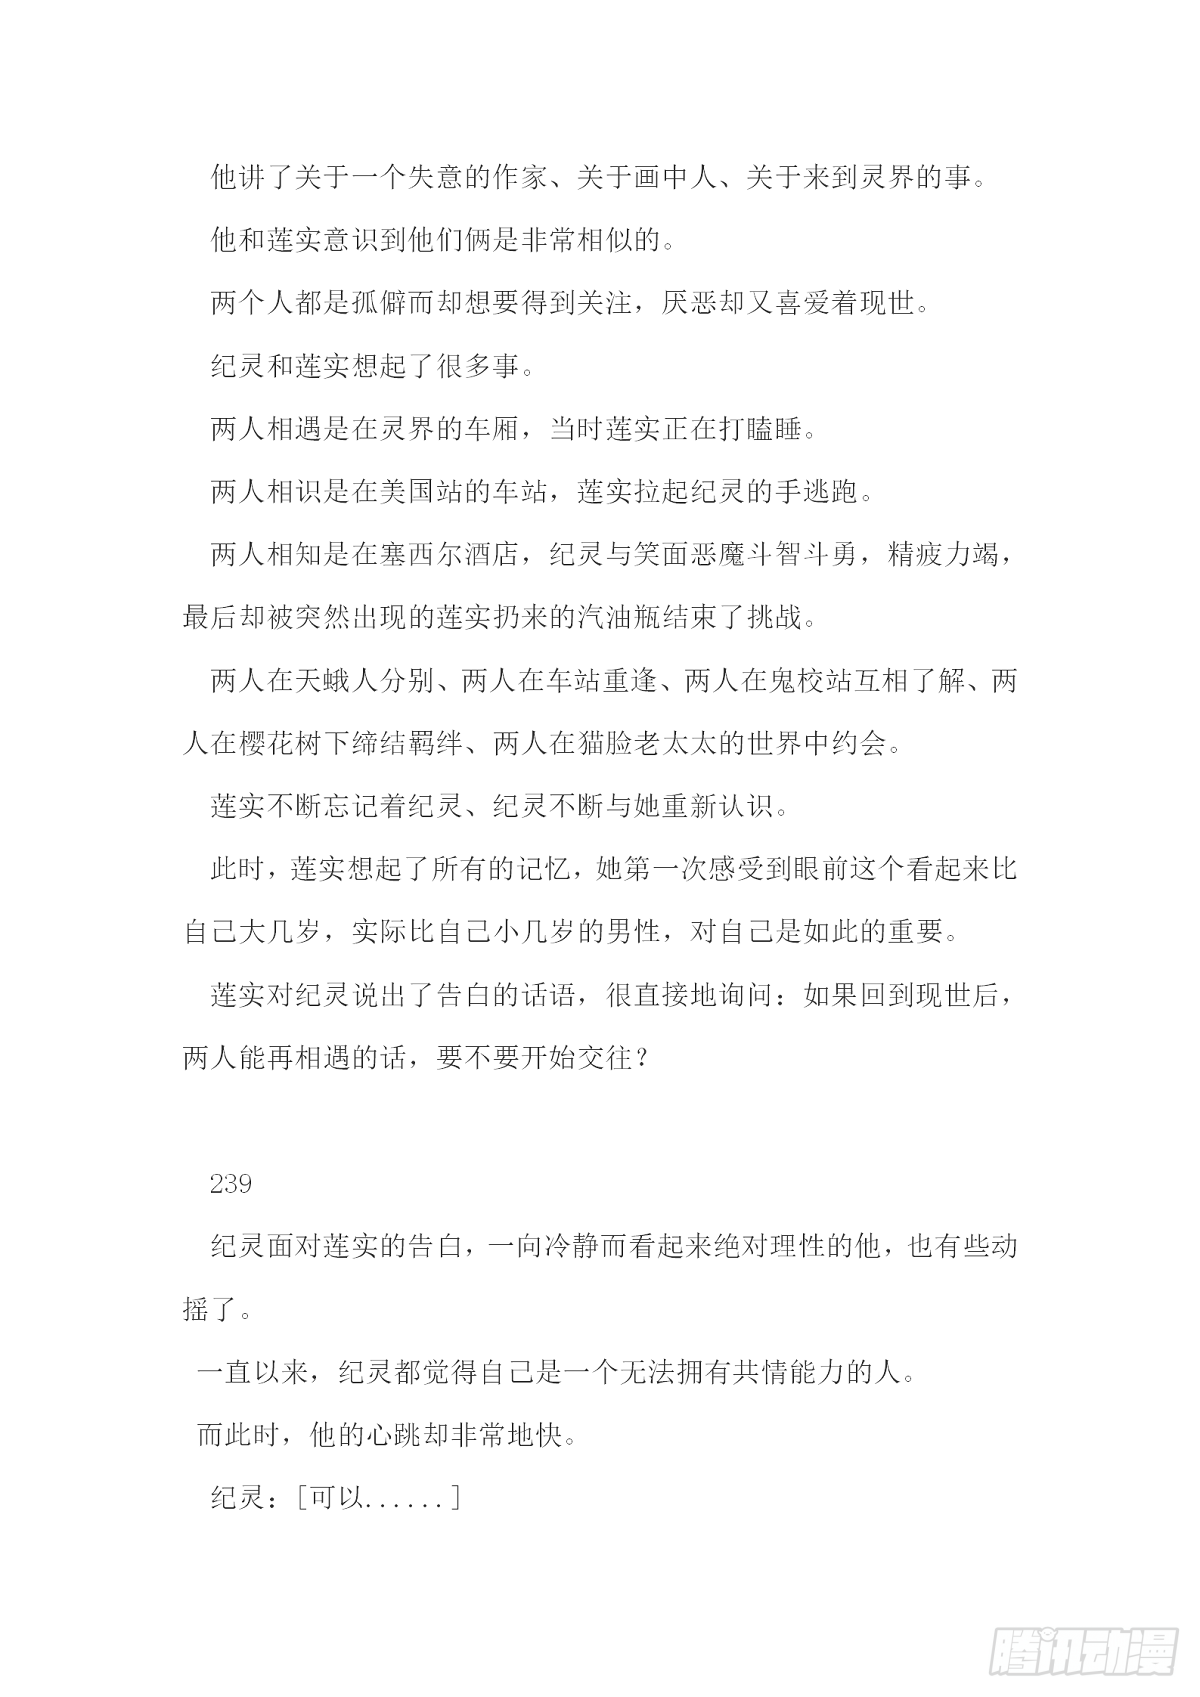 他讲了关于一个失意的作家、关于画中人、关于来到灵界的事。
他和莲实意识到他们俩是非常相似的。
两个人都是孤僻而却想要得到关注，厌恶却又喜爱着现世。
纪灵和莲实想起了很多事。
两人相遇是在灵界的车厢，当时莲实正在打瞌睡。
两人相识是在美国站的车站，莲实拉起纪灵的手逃跑。
两人相知是在塞西尔酒店，纪灵与笑面恶魔斗智斗勇，精疲力竭，
最后却被突然出现的莲实扔来的汽油瓶结束了挑战。
两人在天蛾人分别、两人在车站重逢、两人在鬼校站互相了解、两
人在樱花树下缔结羁绊、两人在猫脸老太太的世界中约会。
莲实不断忘记着纪灵、纪灵不断与她重新认识。
此时，莲实想起了所有的记忆，她第一次感受到眼前这个看起来比
自己大几岁，实际比自己小几岁的男性，对自己是如此的重要。
莲实对纪灵说出了告白的话语，很直接地询问：如果回到现世后，
两人能再相遇的话，要不要开始交往？
239
纪灵面对莲实的告白，一向冷静而看起来绝对理性的他，也有些动
摇了。
一直以来，纪灵都觉得自己是一个无法拥有共情能力的人。
而此时，他的心跳却非常地快。
纪灵：[可以......]
腾讯动漫